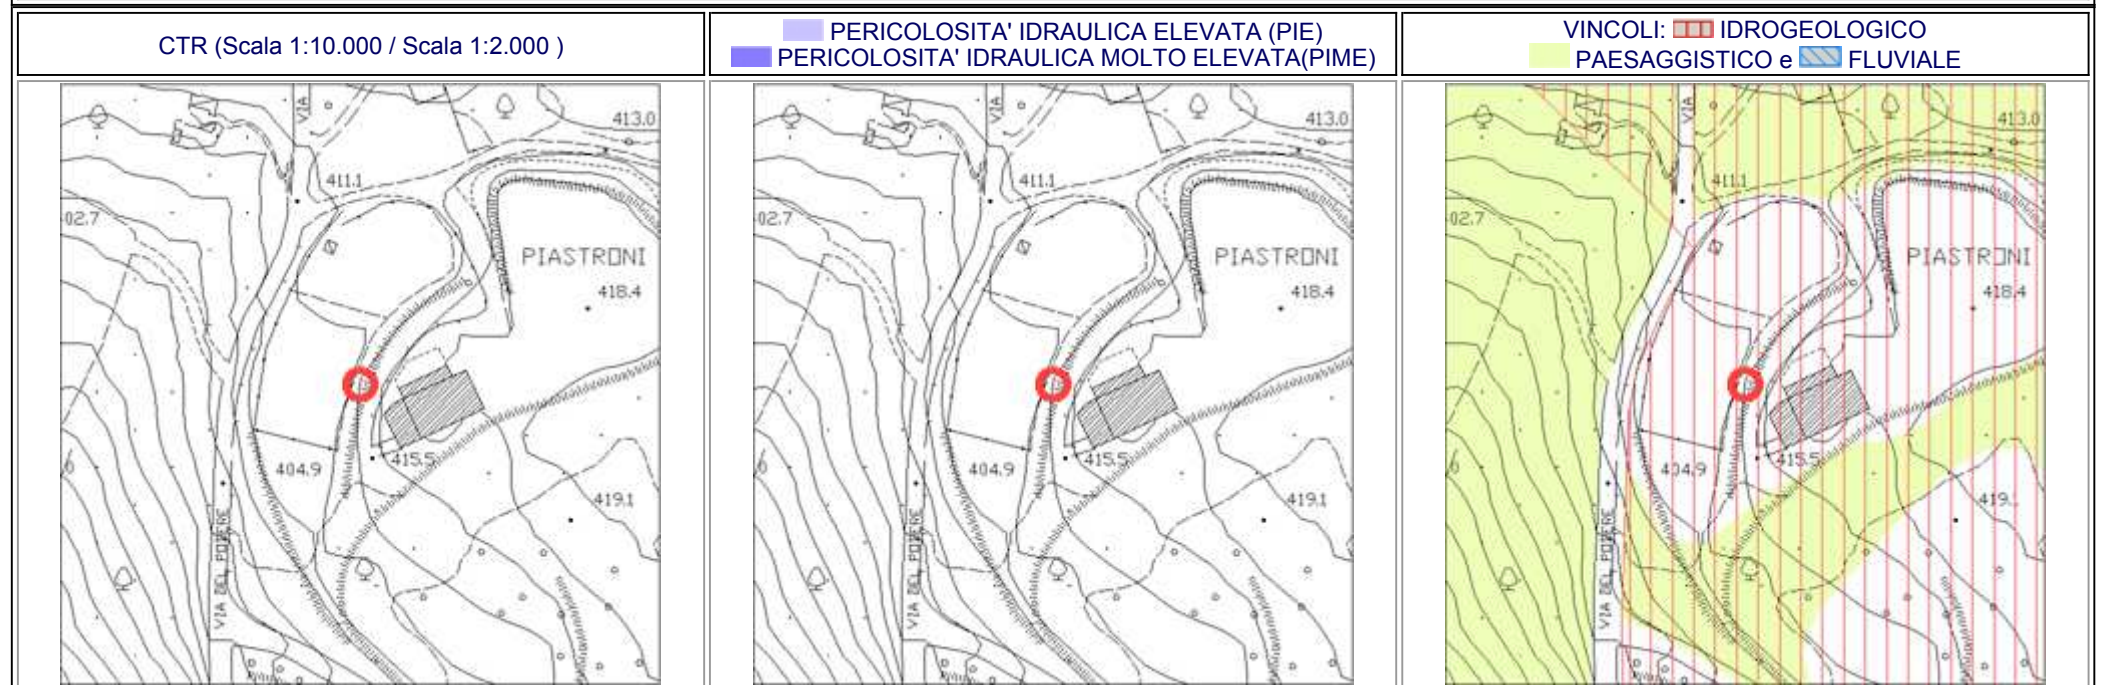 CTR (Scala 1:10.000 / Scala 1:2.000 )
PERICOLOSITA' IDRAULICA ELEVATA (PIE)
PERICOLOSITA' IDRAULICA MOLTO ELEVATA(PIME)
VINCOLI: IDROGEOLOGICO
PAESAGGISTICO e FLUVIALE
VIA
413.0
411.1
02.7
PIASTRONI
418.4
404.9
415.5
419.1
VIA DEL PODERE
VIA
413.0
411.1
02.7
PIASTRONI
418.4
404.9
415.5
419.1
VIA DEL PODERE
VIA
413.0
411.1
02.7
PIASTRONI
418.4
404.9
415.5
419.
VIA DEL PODERE